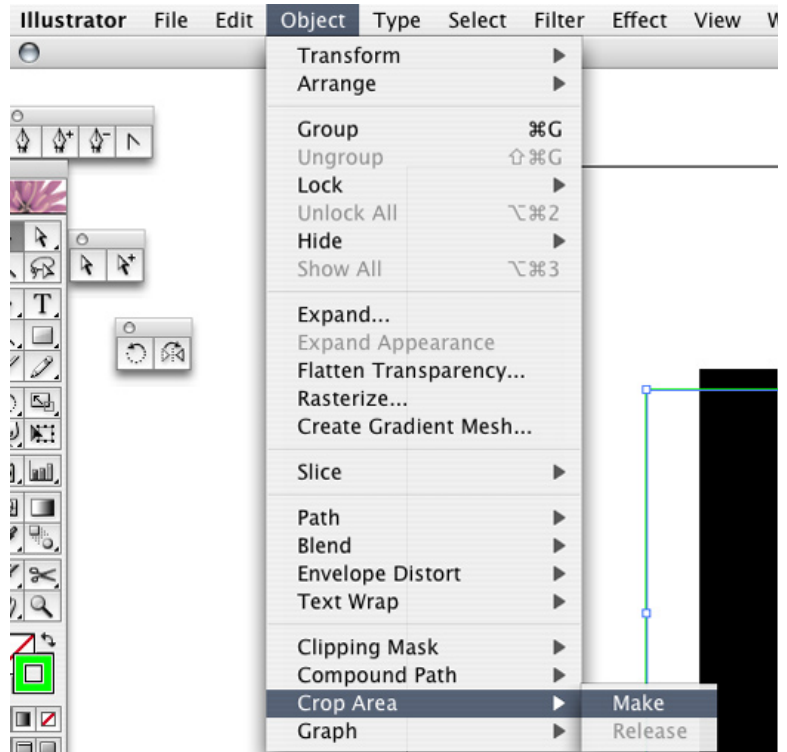 Illustrator File Edit Object Type Select Filter Effect View
Transform
Arrange
Group ⌘G
Ungroup ⇧⌘G
Lock
Unlock All ⌥⌘2
Hide
Show All ⌥⌘3
Expand...
Expand Appearance
Flatten Transparency...
Rasterize...
Create Gradient Mesh...
Slice
Path
Blend
Envelope Distort
Text Wrap
Clipping Mask
Compound Path
Crop Area Make
Graph Release
T